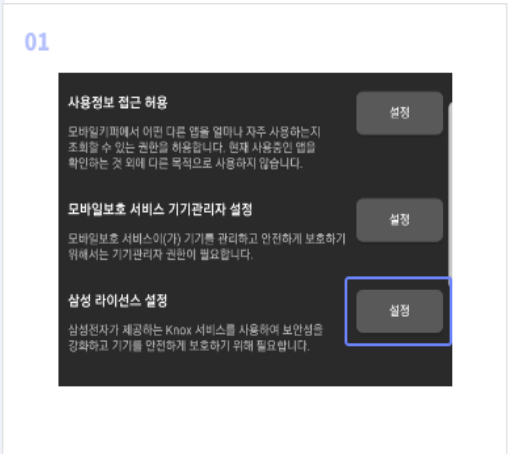 01
사용정보 접근 허용
설정
모바일키퍼에서 어떤 다른 앱을 얼마나 자주 사용하는지
조회할 수 있는 권한을 허용합니다. 현재 사용중인 앱을
확인하는 것 외에 다른 목적으로 사용하지 않습니다.
모바일보호 서비스 기기관리자 설정
설정
모바일보호 서비스이(가) 기기를 관리하고 안전하게 보호하기
위해서는 기기관리자 권한이 필요합니다.
삼성 라이선스 설정
설정
삼성전자가 제공하는 Knox 서비스를 사용하여 보안성을
강화하고 기기를 안전하게 보호하기 위해 필요합니다.